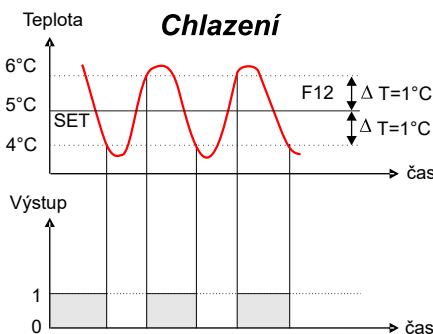 Teplota
Chlazení
6°C
F12
Δ T=1°C
5°C
SET
Δ T=1°C
4°C
čas
Výstup
1
0
čas